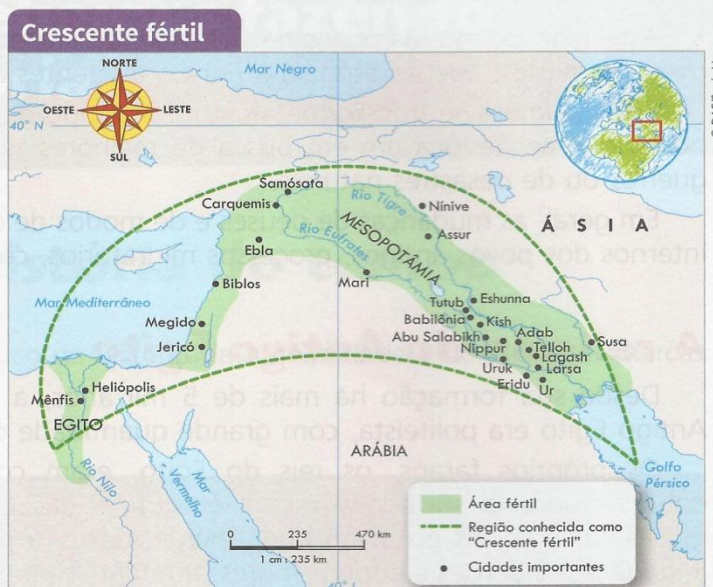 Crescente fértil
NORTE
OESTE
LESTE
SUL
40° N
Mar Negro
Samósata
Carquemis
Rio Tigre
Nínive
Rio Eufrates
MESOPOTÂMIA
Assur
ÁSIA
Ebla
Mari
Biblos
Mar Mediterrâneo
Tutub
Eshunna
Babilônia
Kish
Megido
Abu Salabikh
Adab
Jericó
Nippur
Telloh
Susa
Lagash
Uruk
Larsa
Eridu
Ur
Heliópolis
Mênfis
EGITO
ARÁBIA
Rio Nilo
Mar
Vermelho
Golfo
Pérsico
Área fértil
Região conhecida como
"Crescente fértil"
Cidades importantes
0 235 470 km
1 cm : 235 km